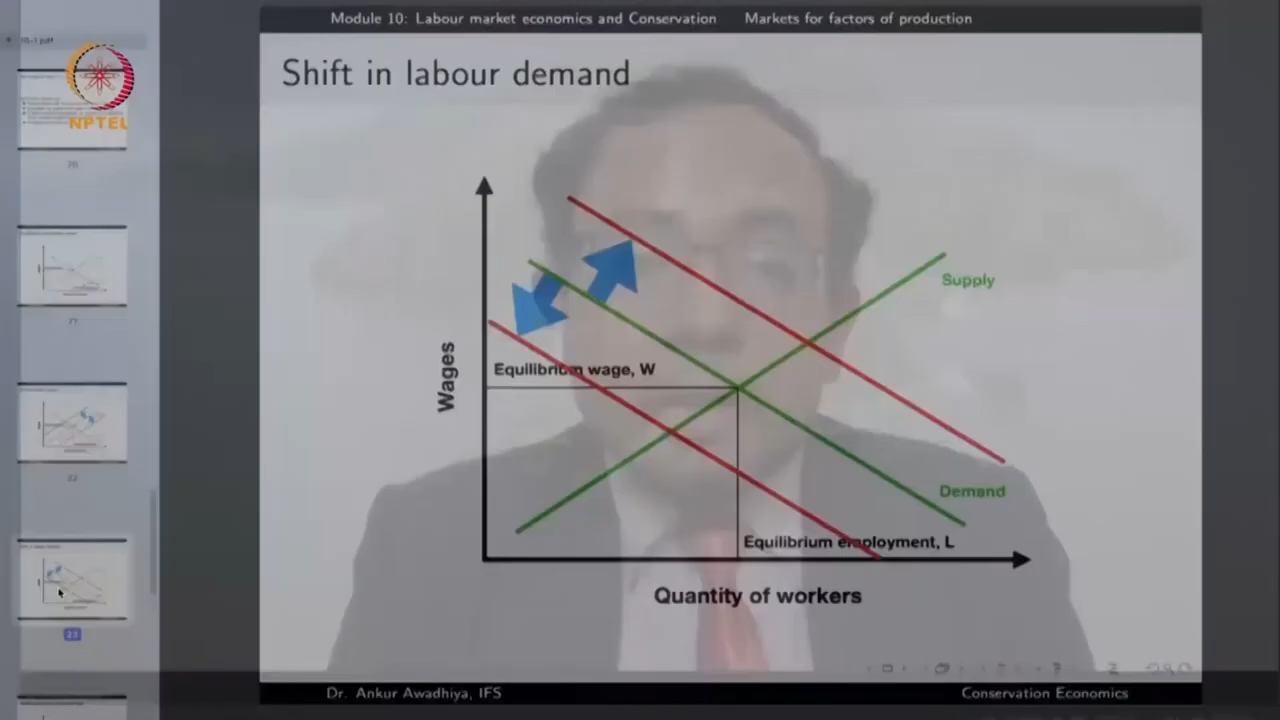 Module 10: Labour market economics and Conservation Markets for factors of production
NPTEL
Shift in labour demand
Supply
Wages
Equilibrium wage, W
Demand
Equilibrium employment, L
Quantity of workers
23
Dr. Ankur Awadhiya, IFS Conservation Economics